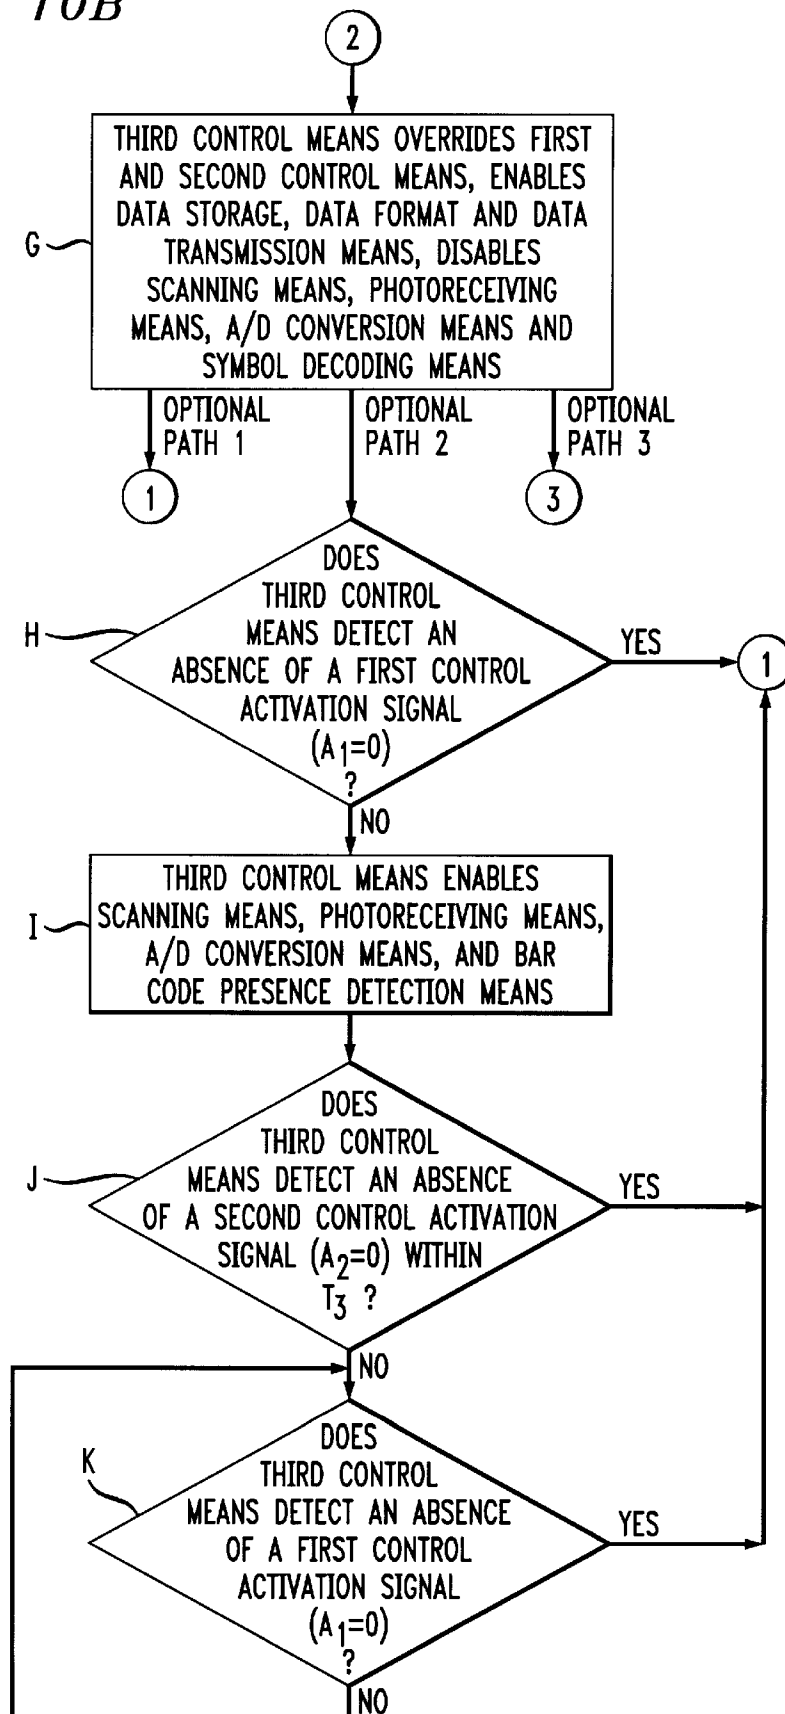 10B
2
THIRD CONTROL MEANS OVERRIDES FIRST
AND SECOND CONTROL MEANS, ENABLES
DATA STORAGE, DATA FORMAT AND DATA
TRANSMISSION MEANS, DISABLES
SCANNING MEANS, PHOTORECEIVING
MEANS, A/D CONVERSION MEANS AND
SYMBOL DECODING MEANS
G
OPTIONAL
PATH 1
OPTIONAL
PATH 2
OPTIONAL
PATH 3
1
3
DOES
THIRD CONTROL
MEANS DETECT AN
ABSENCE OF A FIRST CONTROL
ACTIVATION SIGNAL
(A1=0)
?
H
YES
1
NO
THIRD CONTROL MEANS ENABLES
SCANNING MEANS, PHOTORECEIVING MEANS,
A/D CONVERSION MEANS, AND BAR
CODE PRESENCE DETECTION MEANS
I
DOES
THIRD CONTROL
MEANS DETECT AN ABSENCE
OF A SECOND CONTROL ACTIVATION
SIGNAL (A2=0) WITHIN
T3 ?
J
YES
NO
DOES
THIRD CONTROL
MEANS DETECT AN ABSENCE
OF A FIRST CONTROL
ACTIVATION SIGNAL
(A1=0)
?
K
YES
NO